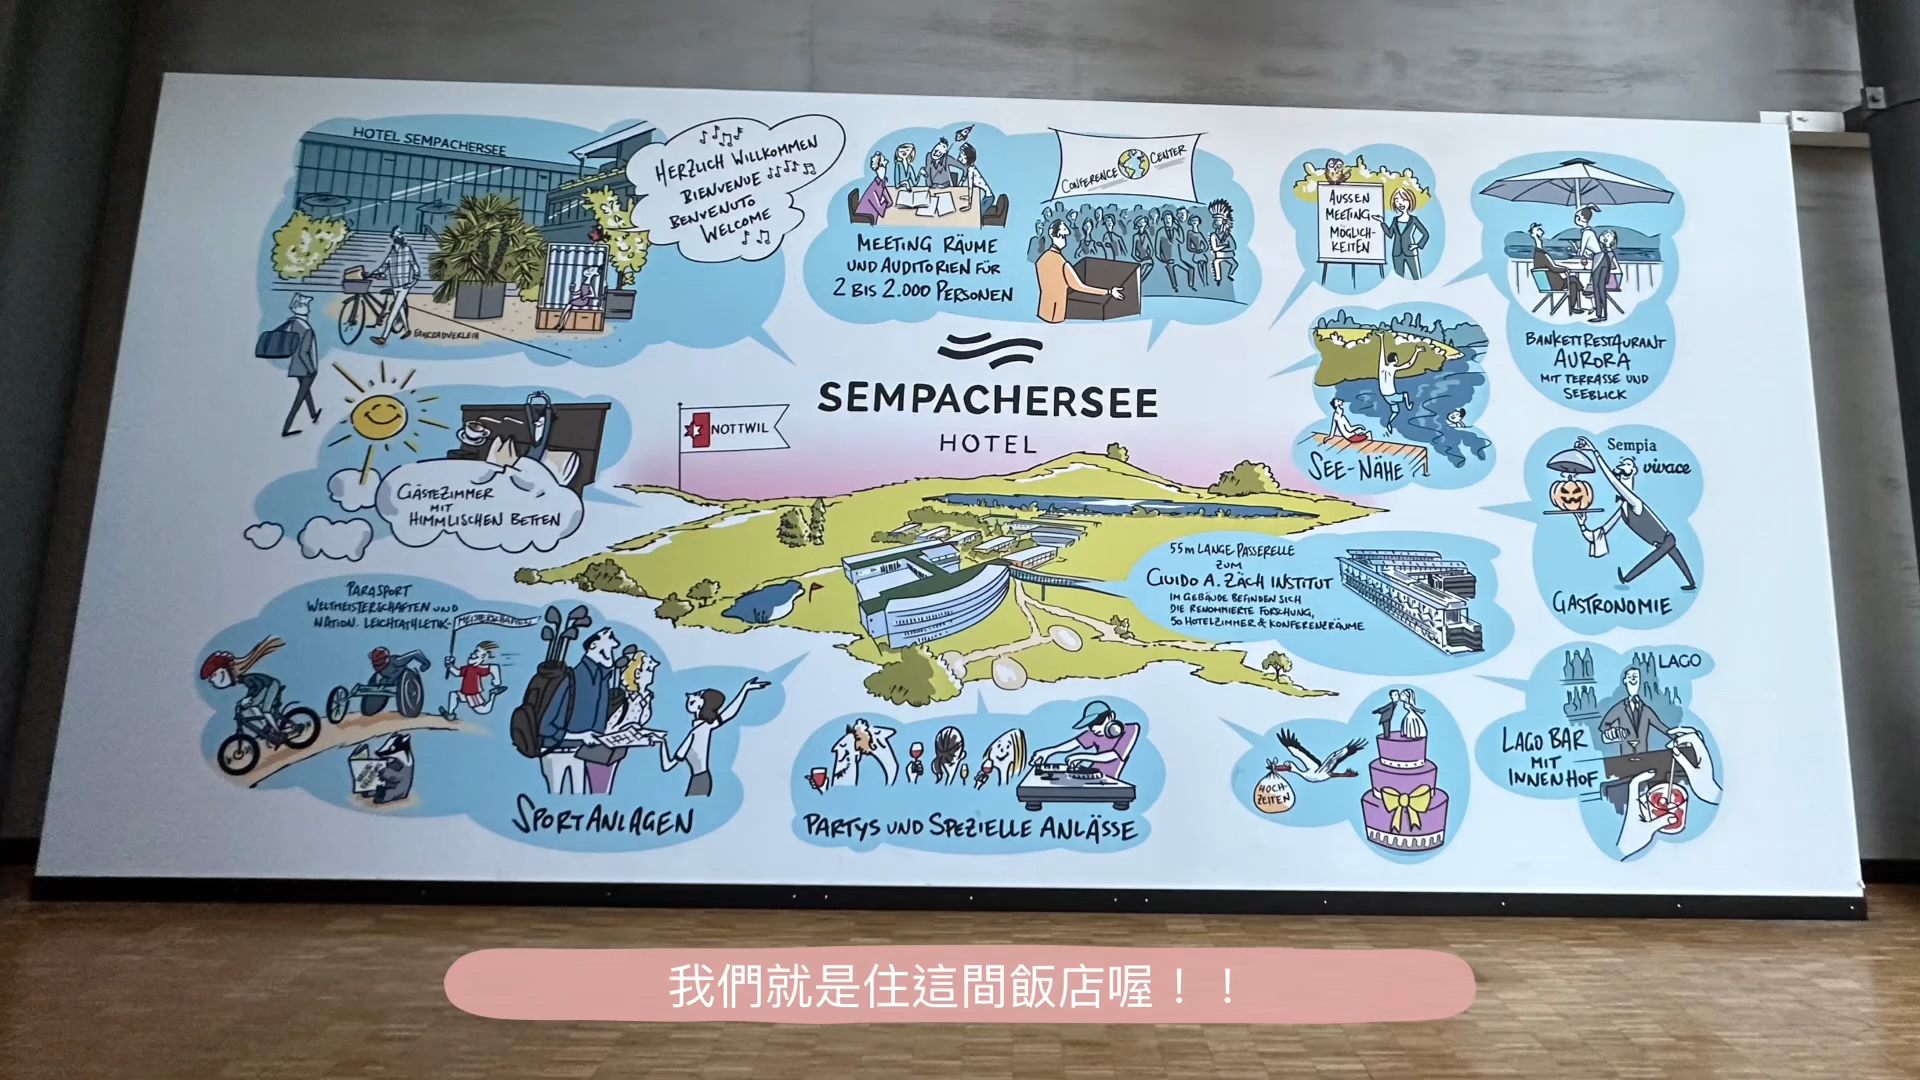 HOTEL SEMPACHERSEE
HERZLICH WILLKOMMEN
BIENVENUE
BENVENUTO
WELCOME
FAHRRADVERLEIH
MEETING RÄUME
UND AUDITORIEN FÜR
2 BIS 2.000 PERSONEN
CONFERENCE CENTER
AUSSEN
MEETING-
MÖGLICH-
KEITEN
BANKETTRESTAURANT
AURORA
MIT TERRASSE UND
SEEBLICK
SEMPACHERSEE
HOTEL
NOTTWIL
GÄSTEZIMMER
MIT
HIMMLISCHEN BETTEN
SEE-NÄHE
Sempia
vivace
GASTRONOMIE
55m LANGE PASSERELLE
ZUM
GUIDO A. ZÄCH INSTITUT
IM GEBÄUDE BEFINDEN SICH
DIE RENOMMIERTE FORSCHUNG,
50 HOTELZIMMER & KONFERENZRÄUME
PARASPORT
WELTMEISTERSCHAFTEN UND
NATION. LEICHTATHLETIK-
MEISTERSCHAFTEN
SPORTANLAGEN
PARTYS UND SPEZIELLE ANLÄSSE
HOCH-
ZEITEN
LAGO
LAGO BAR
MIT
INNENHOF
我們就是住這間飯店喔！！